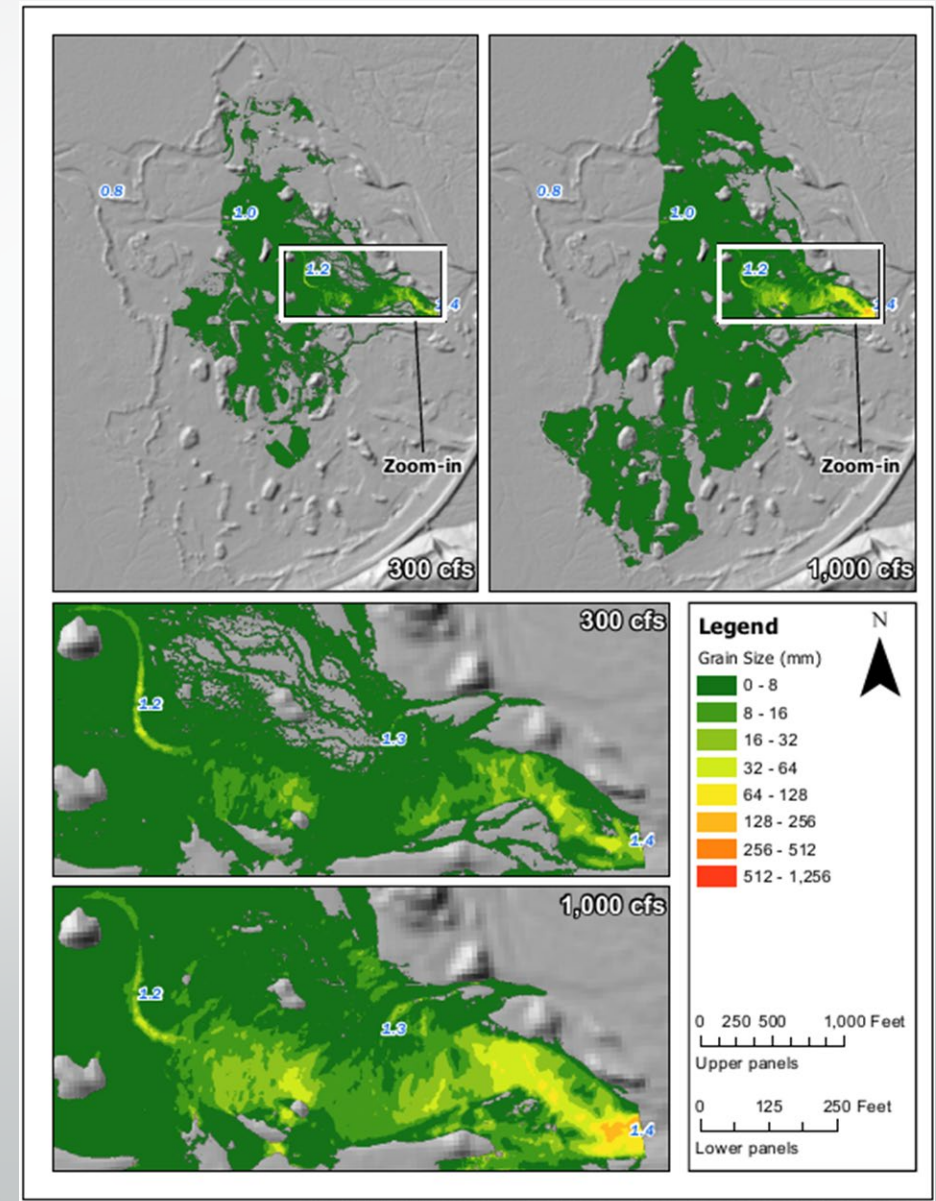 0.8
1.0
1.2
.4
Zoom-in
300 cfs
0.8
1.0
1.2
.4
Zoom-in
1,000 cfs
300 cfs
1.2
1.3
1.4
1,000 cfs
1.2
1.3
1.4
Legend
N
Grain Size (mm)
0 - 8
8 - 16
16 - 32
32 - 64
64 - 128
128 - 256
256 - 512
512 - 1,256
0 250 500 1,000 Feet
Upper panels
0 125 250 Feet
Lower panels